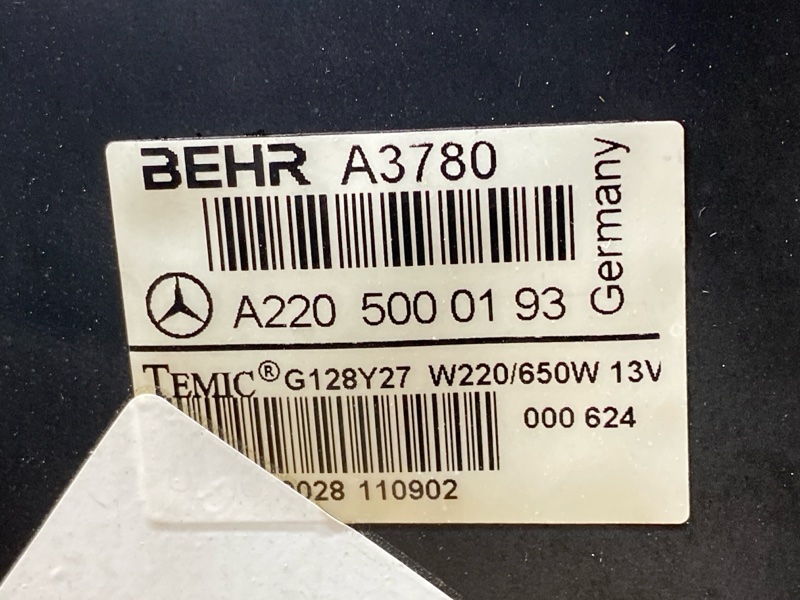 BEHR A3780
Germany
A220 500 01 93
TEMIC® G128Y27 W220/650W 13V
000 624
028 110902